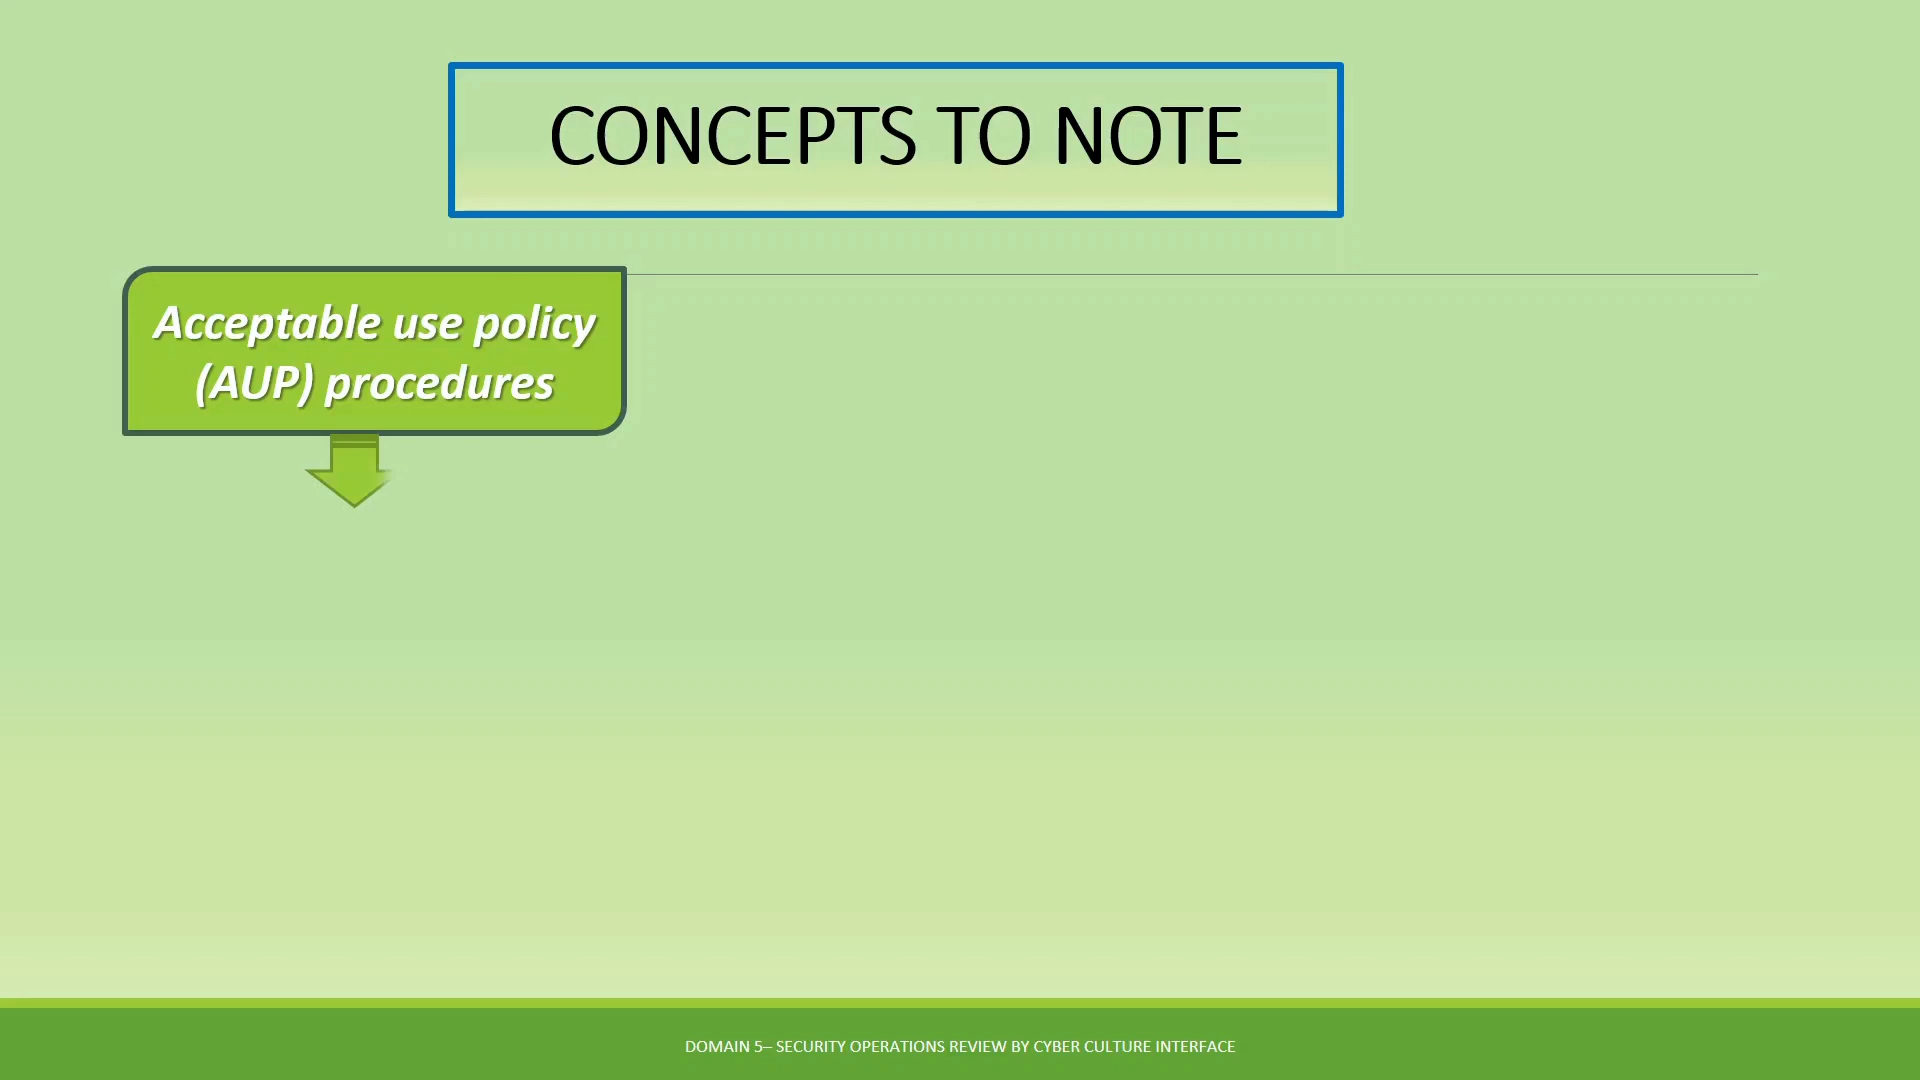 CONCEPTS TO NOTE
Acceptable use policy
(AUP) procedures
DOMAIN 5– SECURITY OPERATIONS REVIEW BY CYBER CULTURE INTERFACE